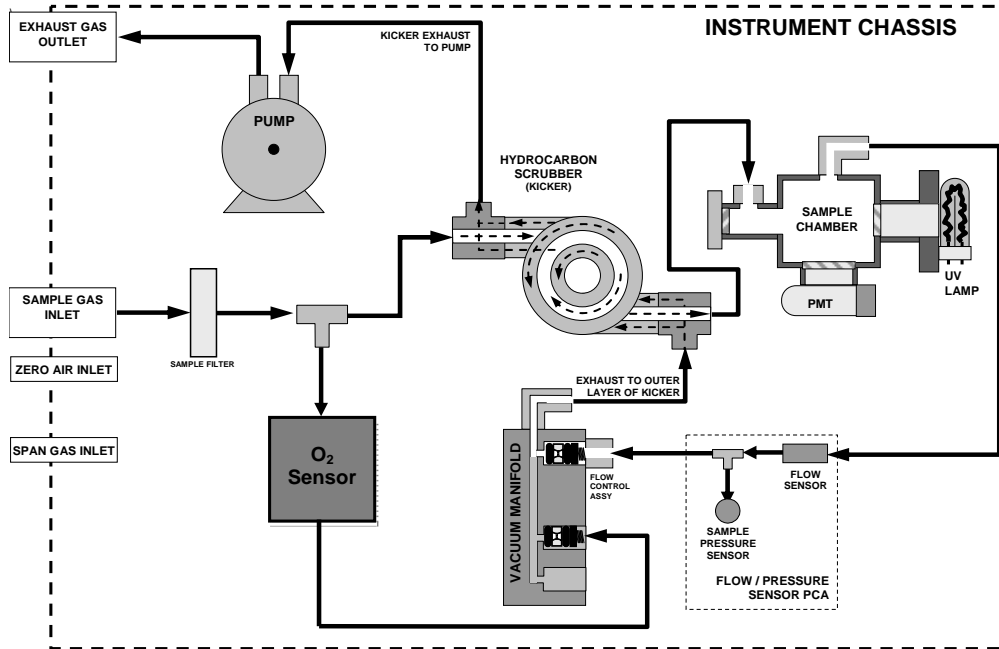 EXHAUST GAS
OUTLET
KICKER EXHAUST
TO PUMP
INSTRUMENT CHASSIS
PUMP
HYDROCARBON
SCRUBBER
(KICKER)
SAMPLE
CHAMBER
UV
LAMP
PMT
SAMPLE GAS
INLET
SAMPLE FILTER
ZERO AIR INLET
EXHAUST TO OUTER
LAYER OF KICKER
SPAN GAS INLET
O2
Sensor
VACUUM MANIFOLD
FLOW
CONTROL
ASSY
FLOW
SENSOR
SAMPLE
PRESSURE
SENSOR
FLOW / PRESSURE
SENSOR PCA